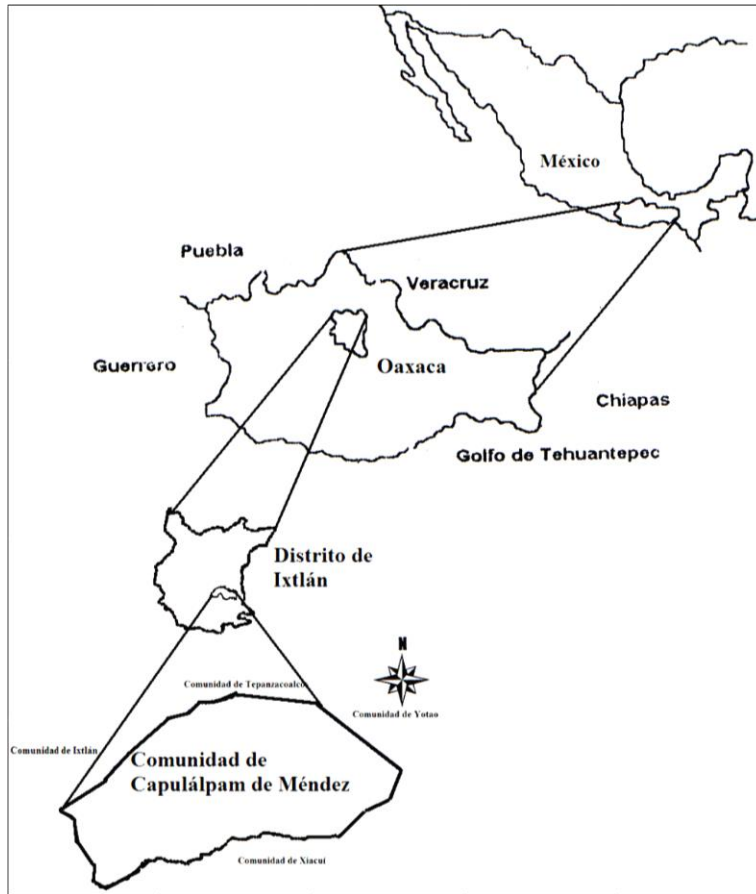 México
Puebla
Veracruz
Oaxaca
Guerrero
Chiapas
Golfo de Tehuantepec
Distrito de
Ixtlán
N
Comunidad de Tepanzacoalco
Comunidad de Yotao
Comunidad de Ixtlán
Comunidad de
Capulálpam de Méndez
Comunidad de Xiacuí